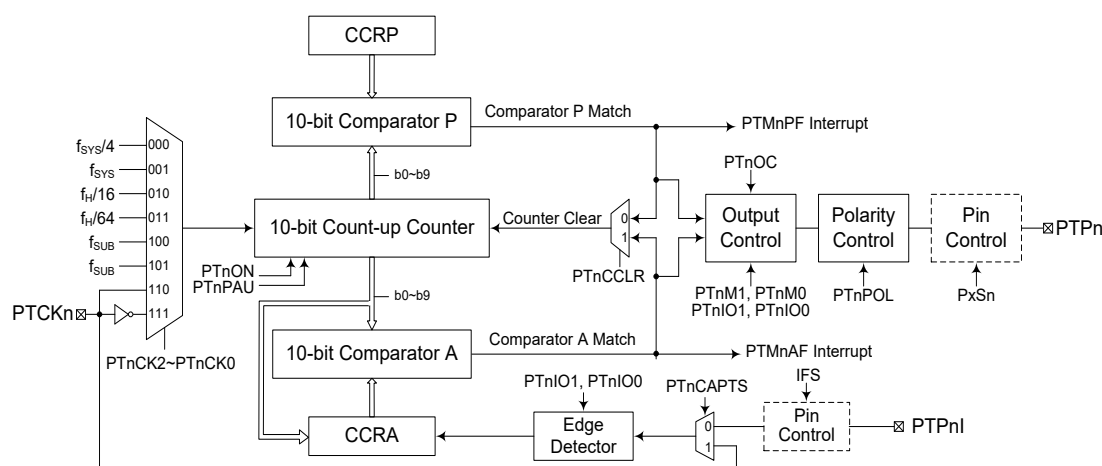 CCRP
10-bit Comparator P
Comparator P Match
PTMnPF Interrupt
b0~b9
fSYS/4
000
fSYS
001
fH/16
010
fH/64
011
fSUB
100
fSUB
101
110
111
PTCKn
PTnCK2~PTnCK0
10-bit Count-up Counter
PTnON
PTnPAU
b0~b9
Counter Clear
0
1
PTnCCLR
PTnOC
Output
Control
PTnM1, PTnM0
PTnIO1, PTnIO0
Polarity
Control
PTnPOL
Pin
Control
PxSn
PTPn
10-bit Comparator A
Comparator A Match
PTMnAF Interrupt
CCRA
PTnIO1, PTnIO0
Edge
Detector
PTnCAPTS
0
1
IFS
Pin
Control
PTPnI